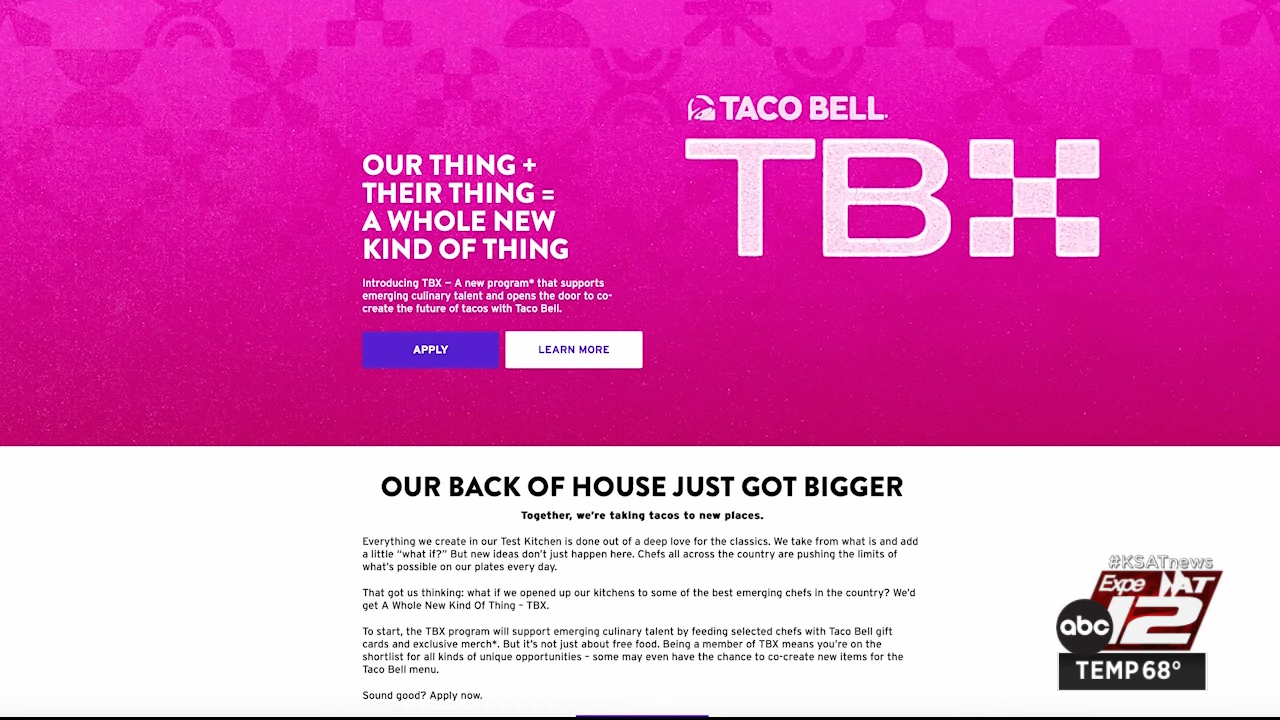 TACO BELL.
TBX
OUR THING +
THEIR THING =
A WHOLE NEW
KIND OF THING
Introducing TBX – A new program* that supports
emerging culinary talent and opens the door to co-
create the future of tacos with Taco Bell.
APPLY
LEARN MORE
OUR BACK OF HOUSE JUST GOT BIGGER
Together, we're taking tacos to new places.
Everything we create in our Test Kitchen is done out of a deep love for the classics. We take from what is and add
a little "what if?" But new ideas don't just happen here. Chefs all across the country are pushing the limits of
what's possible on our plates every day.
That got us thinking: what if we opened up our kitchens to some of the best emerging chefs in the country? We'd
get A Whole New Kind Of Thing – TBX.
To start, the TBX program will support emerging culinary talent by feeding selected chefs with Taco Bell gift
cards and exclusive merch*. But it's not just about free food. Being a member of TBX means you're on the
shortlist for all kinds of unique opportunities – some may even have the chance to co-create new items for the
Taco Bell menu.
Sound good? Apply now.
#KSATnews
Expe
AT
abc
12
TEMP 68°